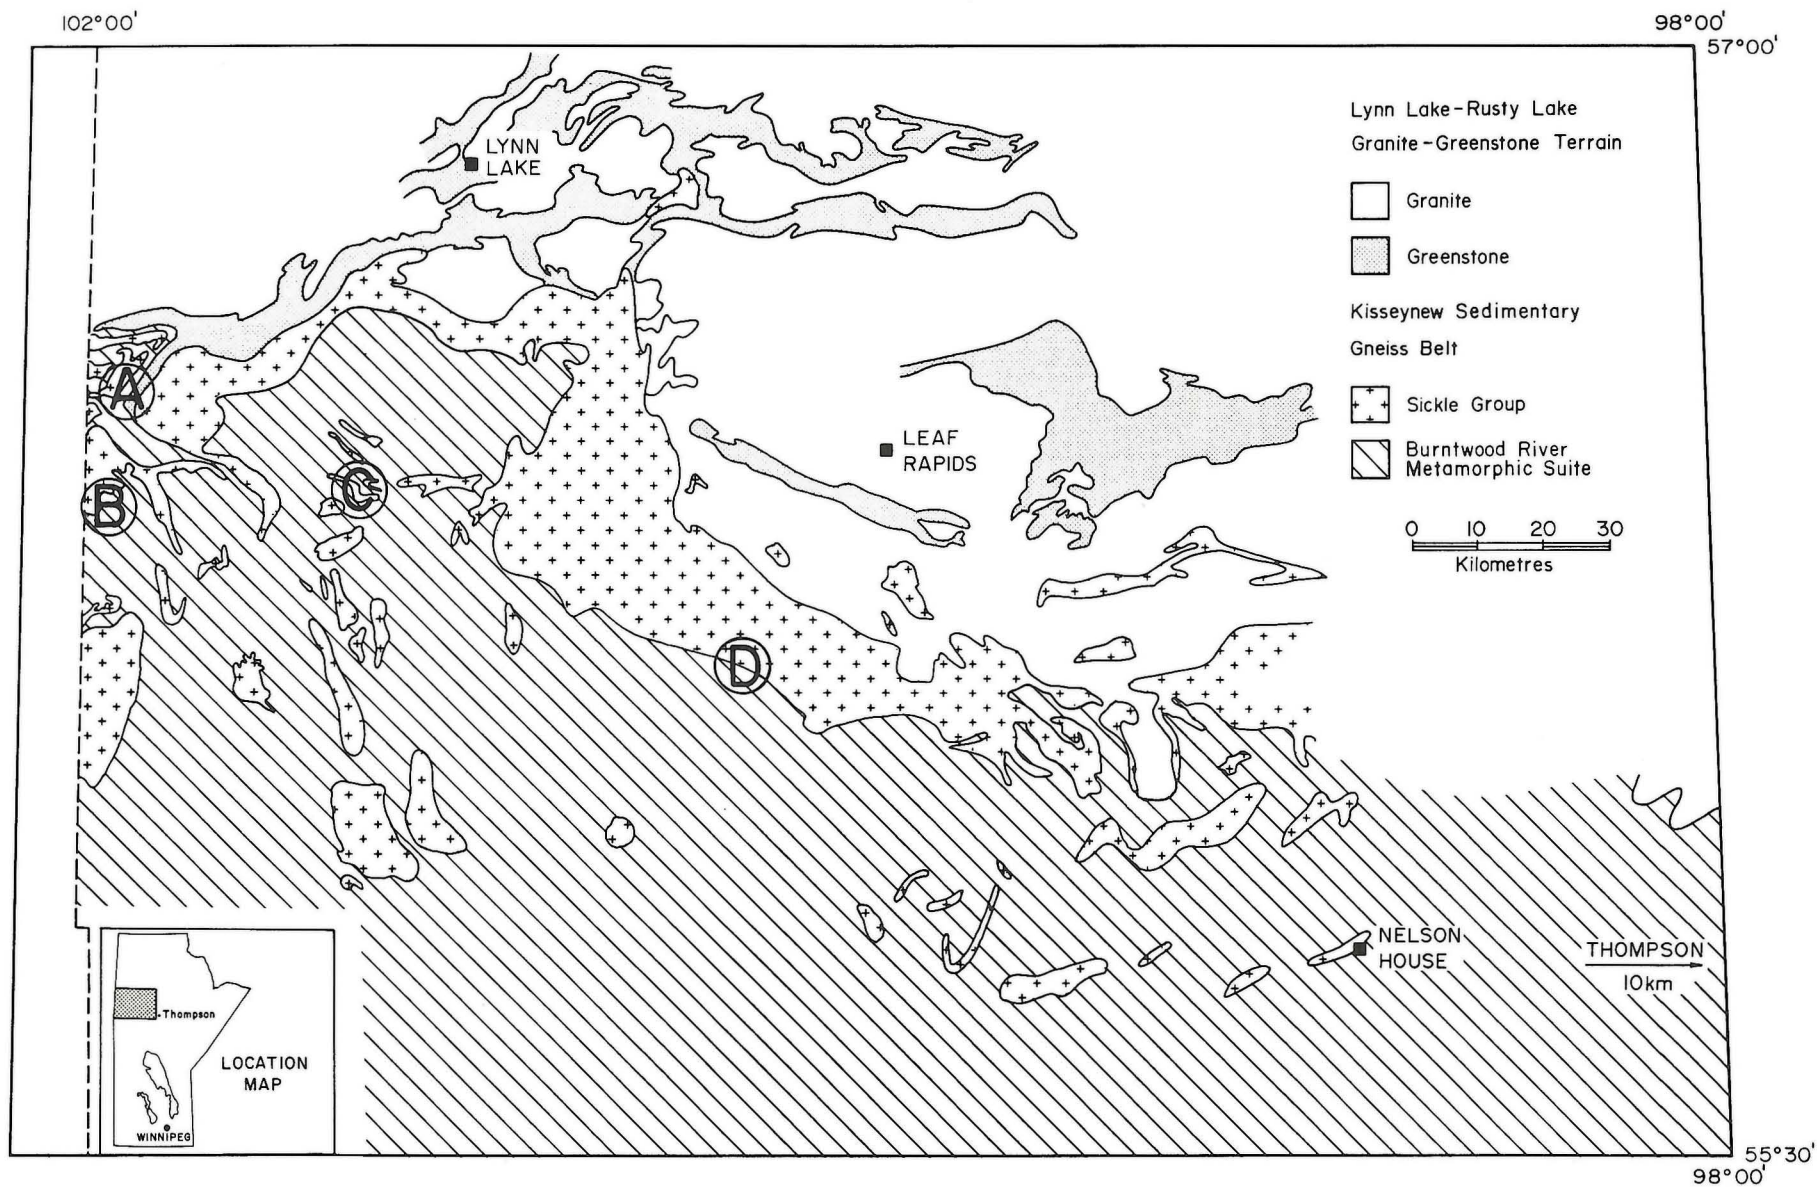 102°00'
98°00'
57°00'
LYNN
LAKE
Lynn Lake-Rusty Lake
Granite-Greenstone Terrain
Granite
Greenstone
Kisseynew Sedimentary
Gneiss Belt
Sickle Group
Burntwood River
Metamorphic Suite
0 10 20 30
Kilometres
A
B
C
LEAF
RAPIDS
D
NELSON
HOUSE
THOMPSON
10km
Thompson
LOCATION
MAP
WINNIPEG
55°30'
98°00'